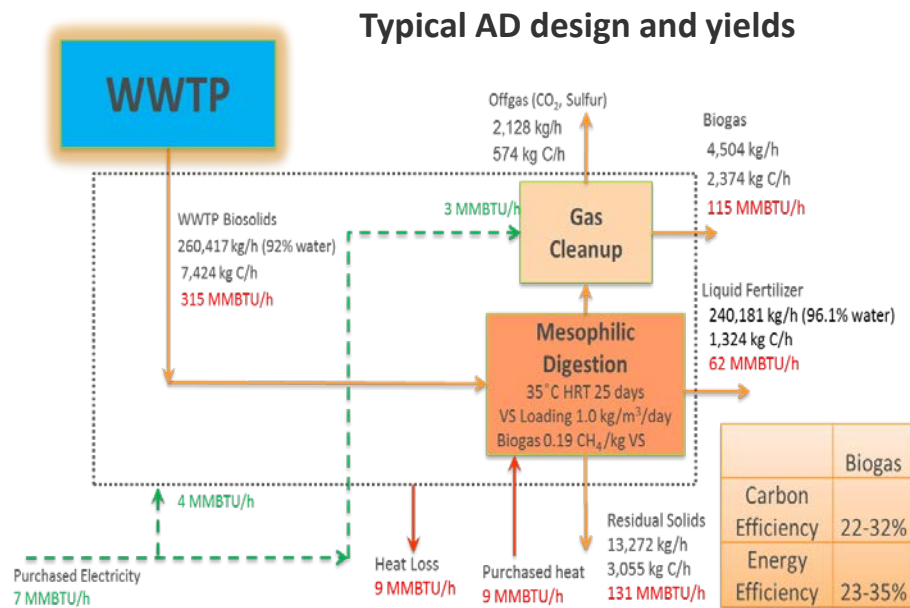 Typical AD design and yields
WWTP
Offgas (CO₂, Sulfur)
2,128 kg/h
574 kg C/h
Biogas
4,504 kg/h
2,374 kg C/h
115 MMBTU/h
3 MMBTU/h
Gas
Cleanup
WWTP Biosolids
260,417 kg/h (92% water)
7,424 kg C/h
315 MMBTU/h
Liquid Fertilizer
240,181 kg/h (96.1% water)
1,324 kg C/h
62 MMBTU/h
Mesophilic
Digestion
35˚C HRT 25 days
VS Loading 1.0 kg/m³/day
Biogas 0.19 CH₄/kg VS
4 MMBTU/h
Purchased Electricity
7 MMBTU/h
Heat Loss
9 MMBTU/h
Purchased heat
9 MMBTU/h
Residual Solids
13,272 kg/h
3,055 kg C/h
131 MMBTU/h
Biogas
Carbon
Efficiency 22-32%
Energy
Efficiency 23-35%